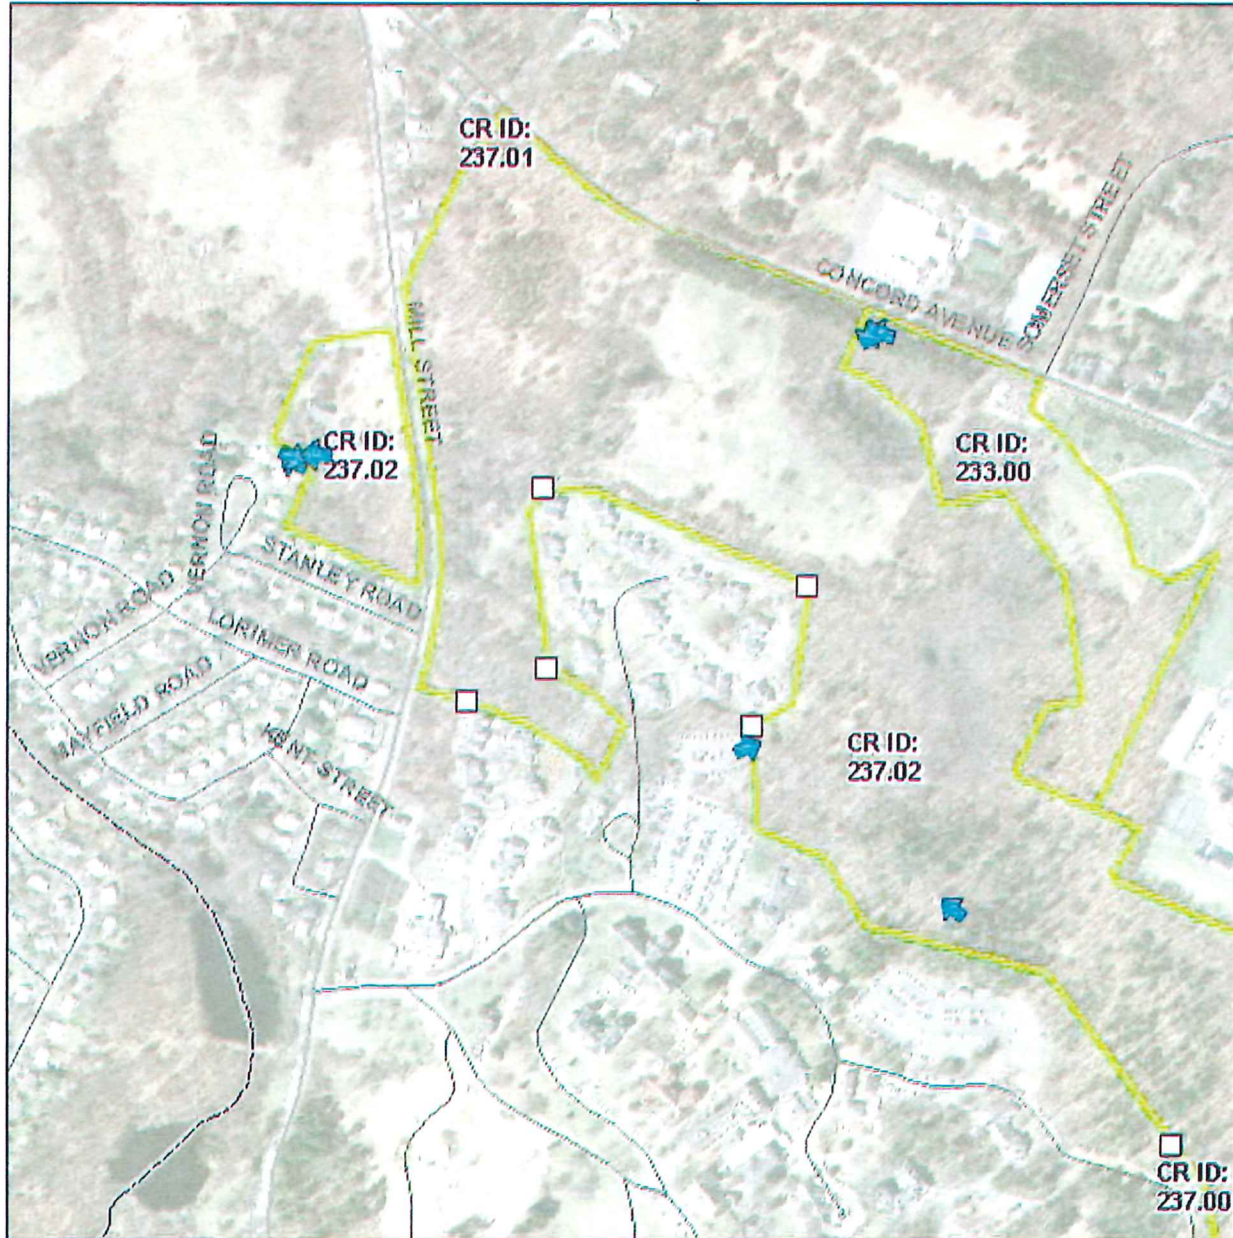 CR ID:
237.01
SOMERSET STREET
CONCORD AVENUE
MILL STREET
CR ID:
237.02
CR ID:
233.00
VERNON ROAD
STANLEY ROAD
VERNON ROAD
LORIMER ROAD
MAYFIELD ROAD
KENT STREET
CR ID:
237.02
CR ID:
237.00